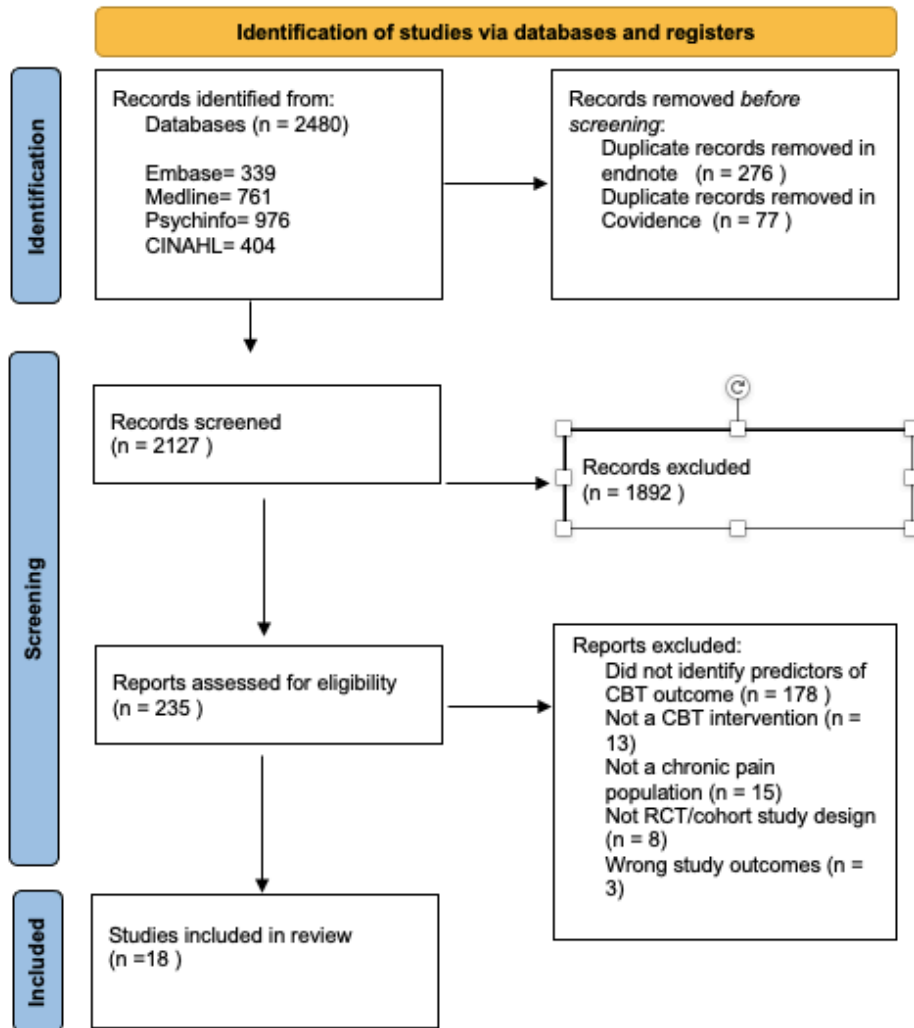 Identification of studies via databases and registers
Identification
Records identified from:
Databases (n = 2480)
Embase= 339
Medline= 761
Psychinfo= 976
CINAHL= 404
Records removed before
screening:
Duplicate records removed in
endnote (n = 276 )
Duplicate records removed in
Covidence (n = 77 )
Screening
Records screened
(n = 2127 )
Records excluded
(n = 1892 )
Reports assessed for eligibility
(n = 235 )
Reports excluded:
Did not identify predictors of
CBT outcome (n = 178 )
Not a CBT intervention (n =
13)
Not a chronic pain
population (n = 15)
Not RCT/cohort study design
(n = 8)
Wrong study outcomes (n =
3)
Included
Studies included in review
(n =18 )